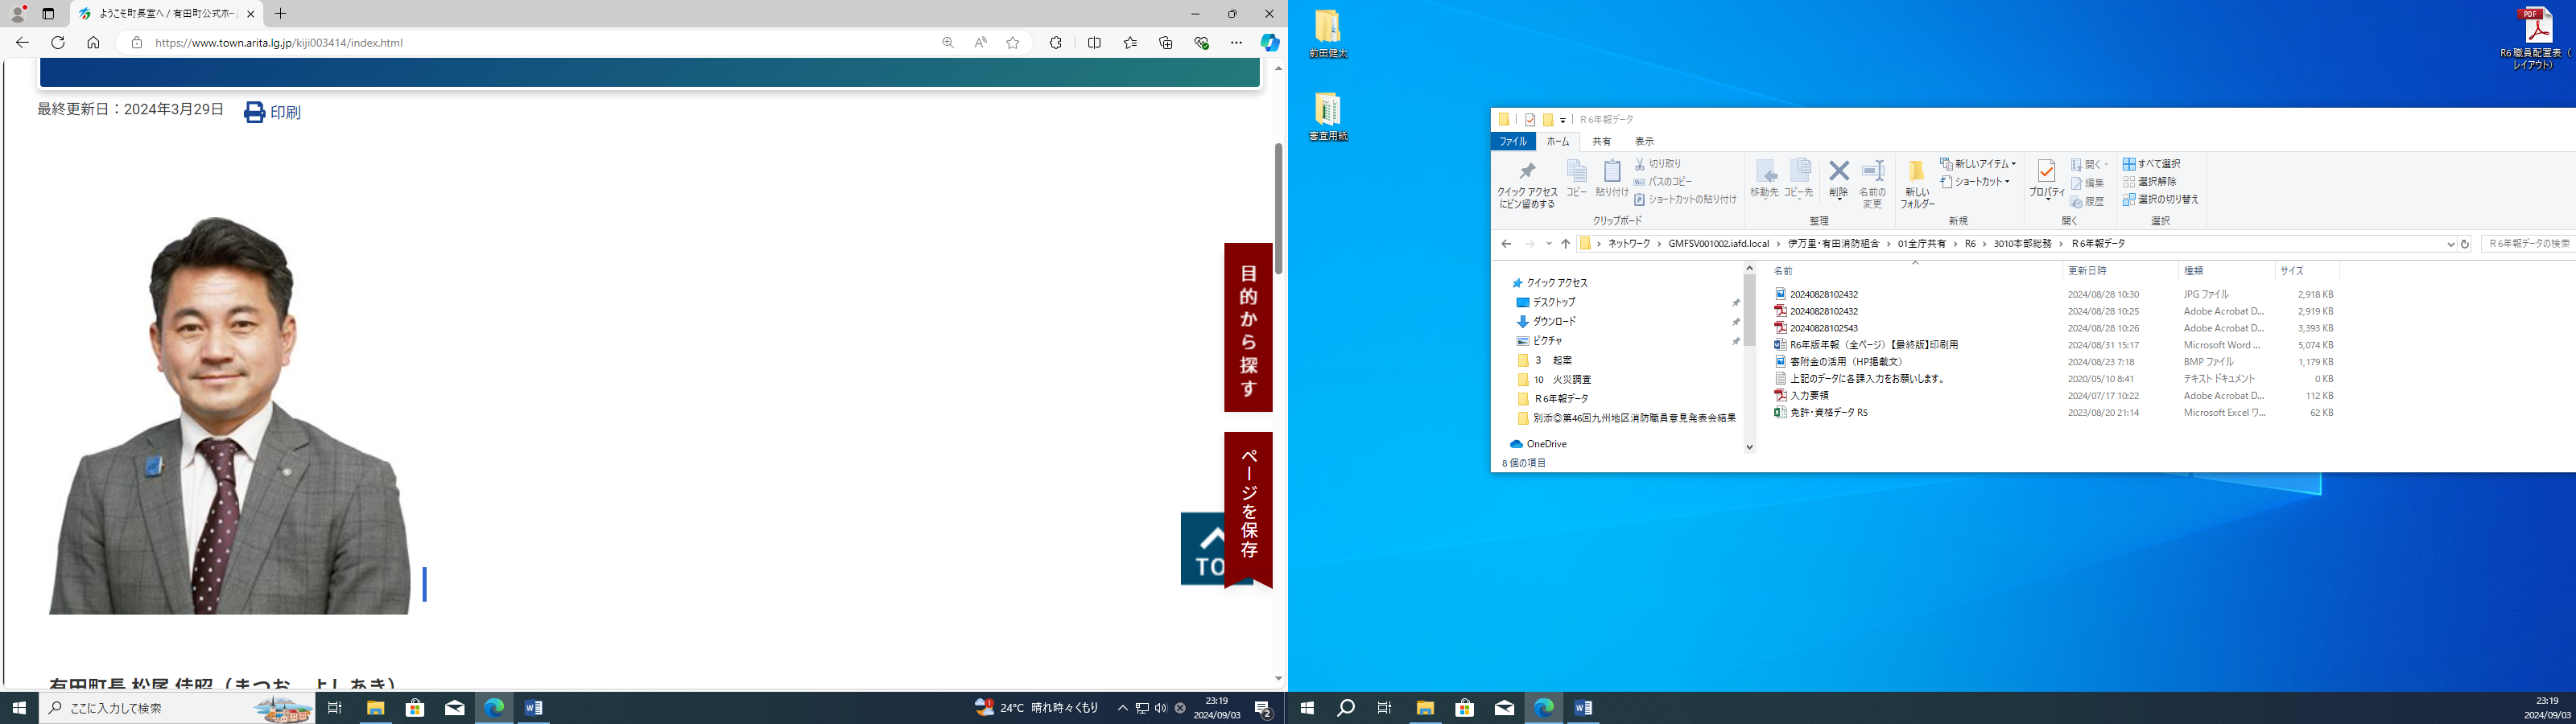 ようこそ町長室へ / 有田町公式ホー
https://www.town.arita.lg.jp/kiji003414/index.html
最終更新日：2024年3月29日
印刷
目的から探す
ページを保存
TO
有田町長 松尾 佳昭（まつお　よしあき）
ここに入力して検索
24°C 晴れ時々くもり
23:19
2024/09/03
2
前田健太
審査用紙
PDF
R6 職員配置表（
レイアウト）
R６年報データ
ファイル ホーム 共有 表示
クイック アクセス
にピン留めする
コピー
貼り付け
切り取り
パスのコピー
ショートカットの貼り付け
クリップボード
移動先
コピー先
削除
名前の
変更
整理
新しい
フォルダー
新しいアイテム
ショートカット
新規
プロパティ
開く
編集
履歴
開く
すべて選択
選択解除
選択の切り替え
選択
ネットワーク › GMFSV001002.iafd.local › 伊万里・有田消防組合 › 01全庁共有 › R6 › 3010本部総務 › R６年報データ
R６年報データの検索
クイック アクセス
デスクトップ
ダウンロード
ピクチャ
３　起案
10　火災調査
R６年報データ
別添◎第46回九州地区消防職員意見発表会結果
OneDrive
8 個の項目
名前 更新日時 種類 サイズ
20240828102432 2024/08/28 10:30 JPG ファイル 2,918 KB
20240828102432 2024/08/28 10:25 Adobe Acrobat D... 2,919 KB
20240828102543 2024/08/28 10:26 Adobe Acrobat D... 3,393 KB
R6年版年報（全ページ）【最終版】印刷用 2024/08/31 15:17 Microsoft Word ... 5,074 KB
寄附金の活用（HP掲載文） 2024/08/23 7:18 BMP ファイル 1,179 KB
上記のデータに各課入力をお願いします。 2020/05/10 8:41 テキスト ドキュメント 0 KB
入力要領 2024/07/17 10:22 Adobe Acrobat D... 112 KB
免許・資格データ R5 2023/08/20 21:14 Microsoft Excel ワ... 62 KB
23:19
2024/09/03